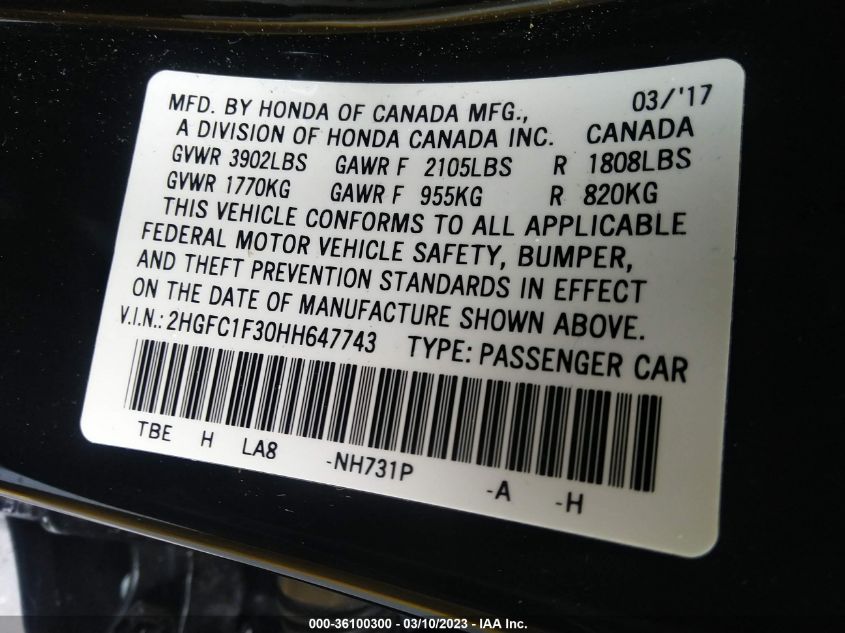 MFD. BY HONDA OF CANADA MFG., 03/'17
A DIVISION OF HONDA CANADA INC. CANADA
GVWR 3902LBS GAWR F 2105LBS R 1808LBS
GVWR 1770KG GAWR F 955KG R 820KG
THIS VEHICLE CONFORMS TO ALL APPLICABLE
FEDERAL MOTOR VEHICLE SAFETY, BUMPER,
AND THEFT PREVENTION STANDARDS IN EFFECT
ON THE DATE OF MANUFACTURE SHOWN ABOVE.
V.I.N.: 2HGFC1F30HH647743 TYPE: PASSENGER CAR
TBE H LA8 -NH731P -A -H
000-36100300 - 03/10/2023 - Copart, Inc.